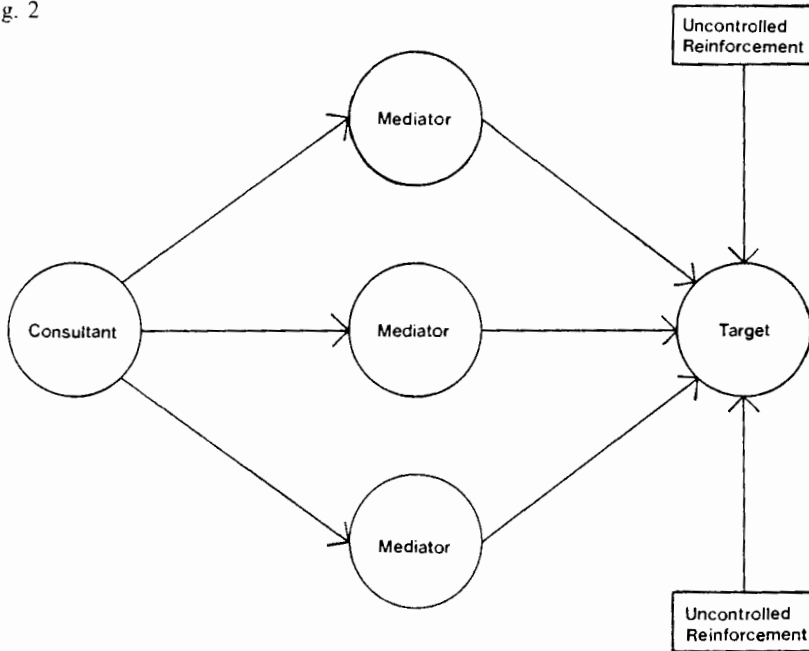 g. 2
Uncontrolled
Reinforcement
Mediator
Consultant
Mediator
Target
Mediator
Uncontrolled
Reinforcement